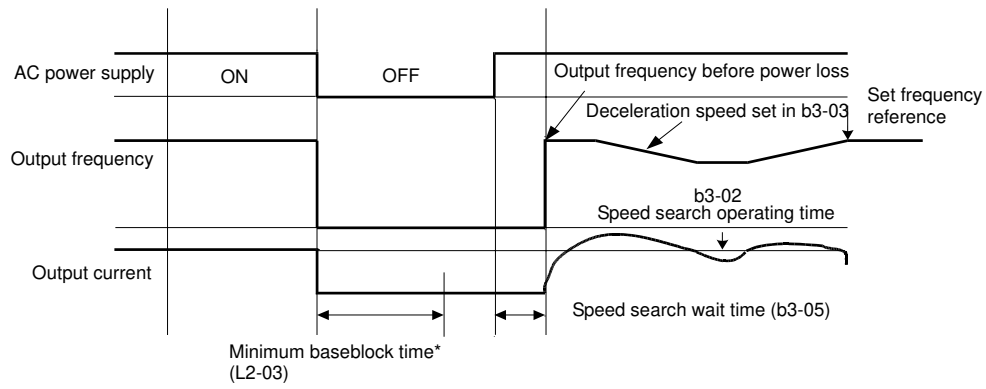 AC power supply
ON
OFF
Output frequency before power loss
Deceleration speed set in b3-03
Set frequency
reference
Output frequency
b3-02
Speed search operating time
Output current
Speed search wait time (b3-05)
Minimum baseblock time*
(L2-03)